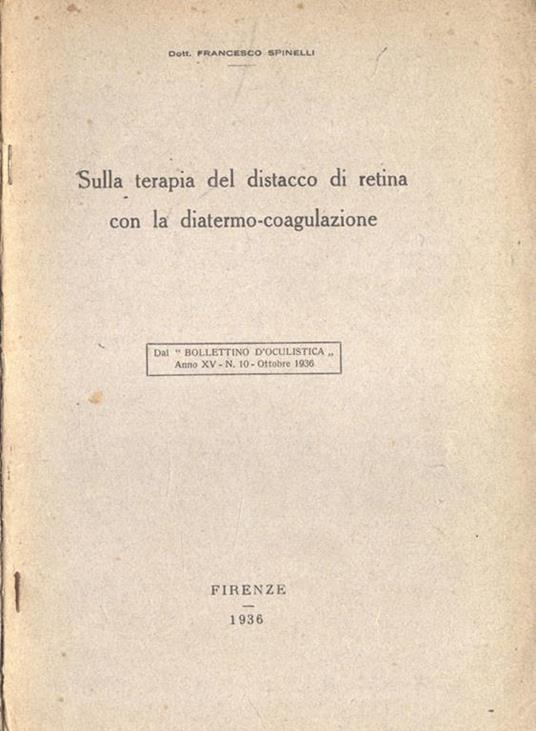 Dott. FRANCESCO SPINELLI
Sulla terapia del distacco di retina
con la diatermo-coagulazione
Dal " BOLLETTINO D'OCULISTICA „
Anno XV - N. 10 - Ottobre 1936
FIRENZE
1936